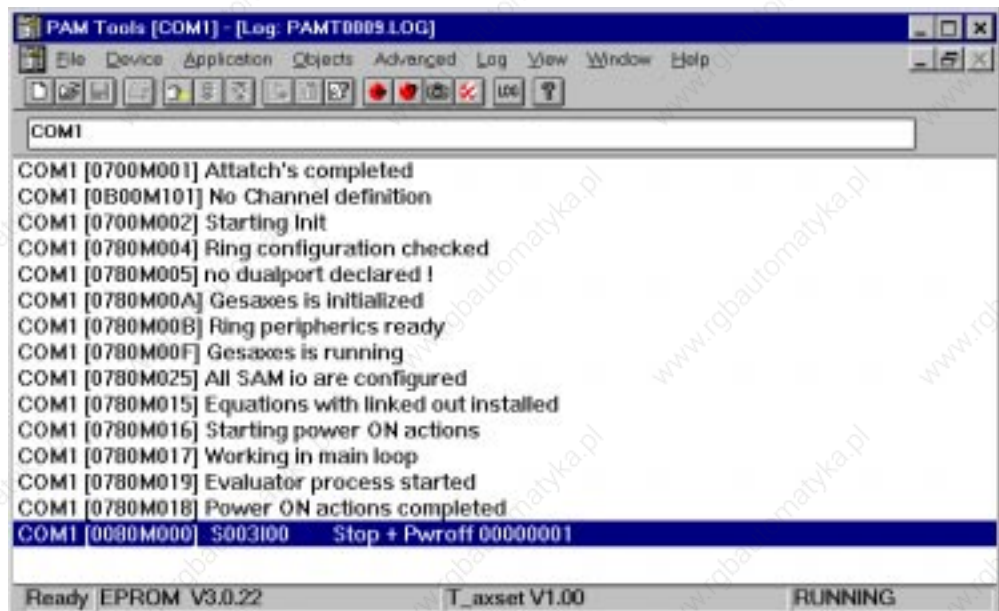 PAM Tools [COM1] - [Log: PAMT0009.LOG]
File Device Application Objects Advanced Log View Window Help
LOG
COM1
COM1 [0700M001] Attatch's completed
COM1 [0B00M101] No Channel definition
COM1 [0700M002] Starting Init
COM1 [0780M004] Ring configuration checked
COM1 [0780M005] no dualport declared !
COM1 [0780M00A] Gesaxes is initialized
COM1 [0780M00B] Ring peripherics ready
COM1 [0780M00F] Gesaxes is running
COM1 [0780M025] All SAM io are configured
COM1 [0780M015] Equations with linked out installed
COM1 [0780M016] Starting power ON actions
COM1 [0780M017] Working in main loop
COM1 [0780M019] Evaluator process started
COM1 [0780M018] Power ON actions completed
COM1 [0080M000] S003I00 Stop + Pwroff 00000001
Ready EPROM V3.0.22 T_axset V1.00 RUNNING
www.rgbautomatyka.pl